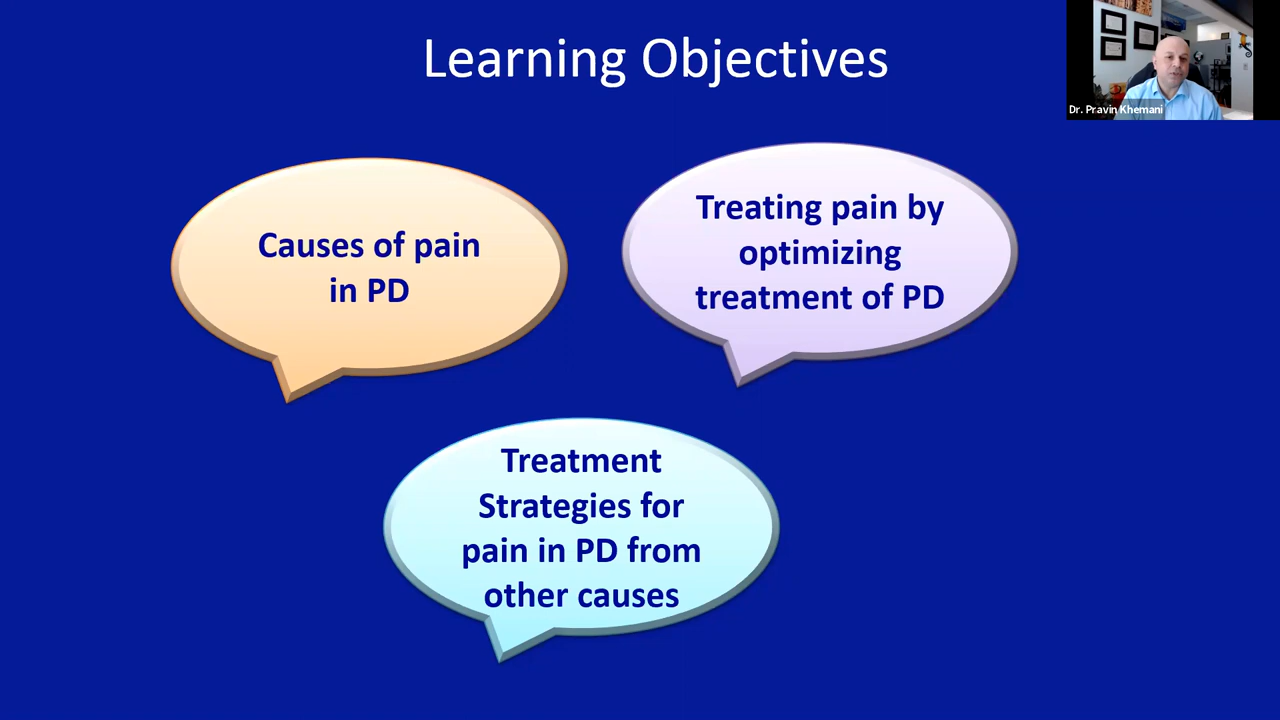 Learning Objectives
Dr. Pravin Khemani
Causes of pain
in PD
Treating pain by
optimizing
treatment of PD
Treatment
Strategies for
pain in PD from
other causes